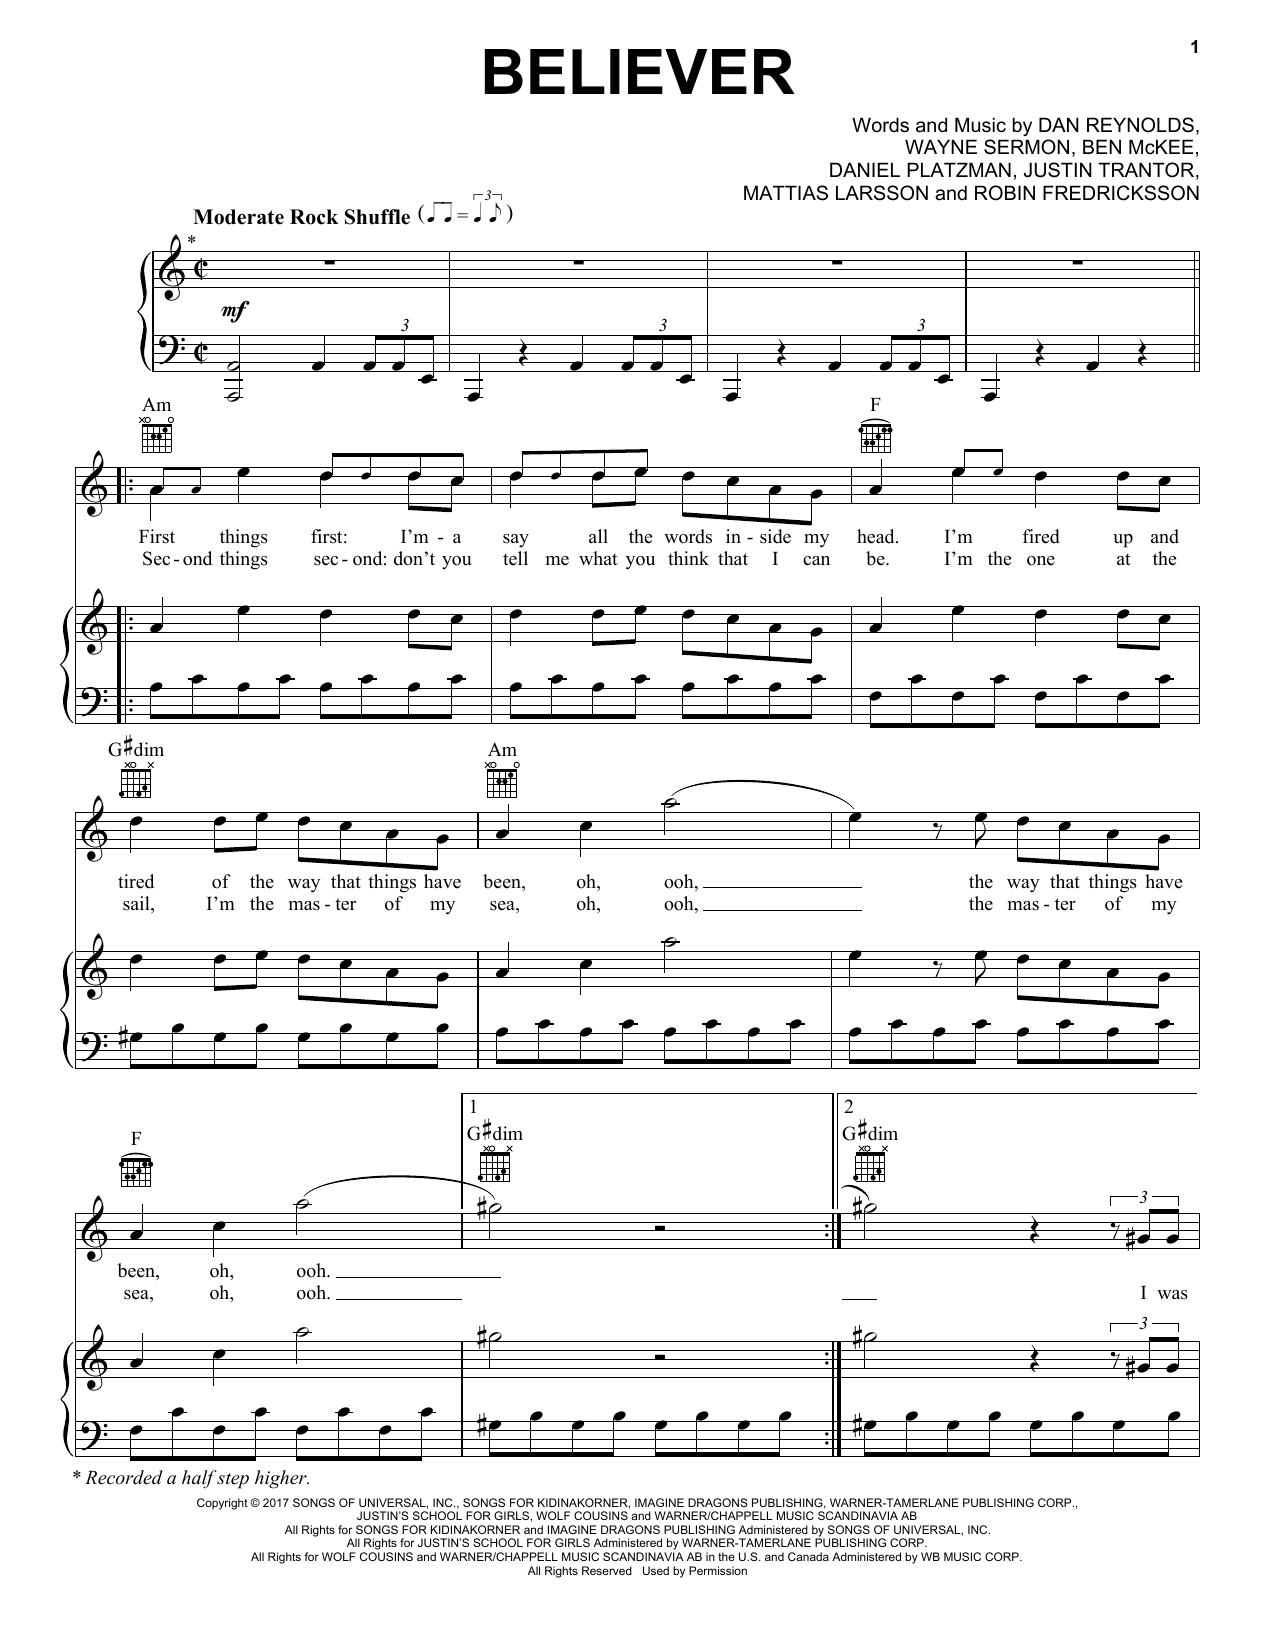 1
BELIEVER
Words and Music by DAN REYNOLDS,
WAYNE SERMON, BEN McKEE,
DANIEL PLATZMAN, JUSTIN TRANTOR,
MATTIAS LARSSON and ROBIN FREDRICKSSON
Moderate Rock Shuffle ( = 3 )
*
mf
3 3 3
Am F
First things first: I'm - a say all the words in - side my head. I'm fired up and
Sec - ond things sec - ond: don't you tell me what you think that I can be. I'm the one at the
G#dim Am
tired of the way that things have been, oh, ooh, the way that things have
sail, I'm the mas - ter of my sea, oh, ooh, the mas - ter of my
1 2
F G#dim G#dim
3
been, oh, ooh.
sea, oh, ooh. I was
3
* Recorded a half step higher.
Copyright © 2017 SONGS OF UNIVERSAL, INC., SONGS FOR KIDINAKORNER, IMAGINE DRAGONS PUBLISHING, WARNER-TAMERLANE PUBLISHING CORP.,
JUSTIN'S SCHOOL FOR GIRLS, WOLF COUSINS and WARNER/CHAPPELL MUSIC SCANDINAVIA AB
All Rights for SONGS FOR KIDINAKORNER and IMAGINE DRAGONS PUBLISHING Administered by SONGS OF UNIVERSAL, INC.
All Rights for JUSTIN'S SCHOOL FOR GIRLS Administered by WARNER-TAMERLANE PUBLISHING CORP.
All Rights for WOLF COUSINS and WARNER/CHAPPELL MUSIC SCANDINAVIA AB in the U.S. and Canada Administered by WB MUSIC CORP.
All Rights Reserved Used by Permission